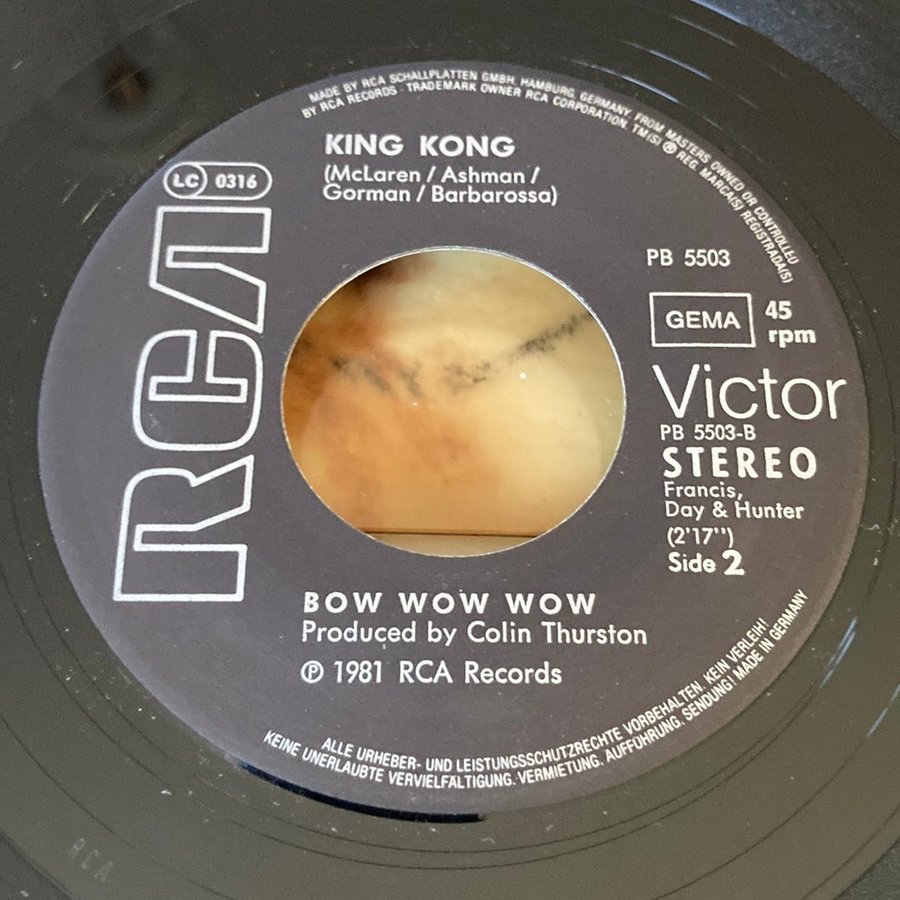 MADE BY RCA SCHALLPLATTEN GMBH, HAMBURG, GERMANY, FROM MASTERS OWNED OR CONTROLLED
BY RCA RECORDS · TRADEMARK OWNER RCA CORPORATION. TM(S) ® REG. MARCA(S) REGISTRADA(S)
KING KONG
(McLaren / Ashman /
Gorman / Barbarossa)
LC 0316
RCA
PB 5503
GEMA
45
rpm
Victor
PB 5503-B
STEREO
Francis,
Day & Hunter
(2'17'')
Side 2
BOW WOW WOW
Produced by Colin Thurston
℗ 1981 RCA Records
ALLE URHEBER- UND LEISTUNGSSCHUTZRECHTE VORBEHALTEN. KEIN VERLEIH!
KEINE UNERLAUBTE VERVIELFÄLTIGUNG. VERMIETUNG. AUFFÜHRUNG. SENDUNG! MADE IN GERMANY
RCA